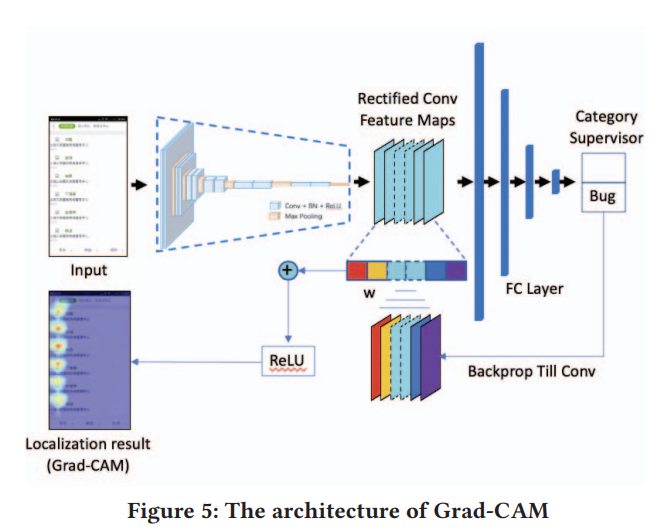 Rectified Conv
Feature Maps
Category
Supervisor
Conv + BN + ReLU
Max Pooling
Bug
Input
+
w
FC Layer
ReLU
Backprop Till Conv
Localization result
(Grad-CAM)
Figure 5: The architecture of Grad-CAM